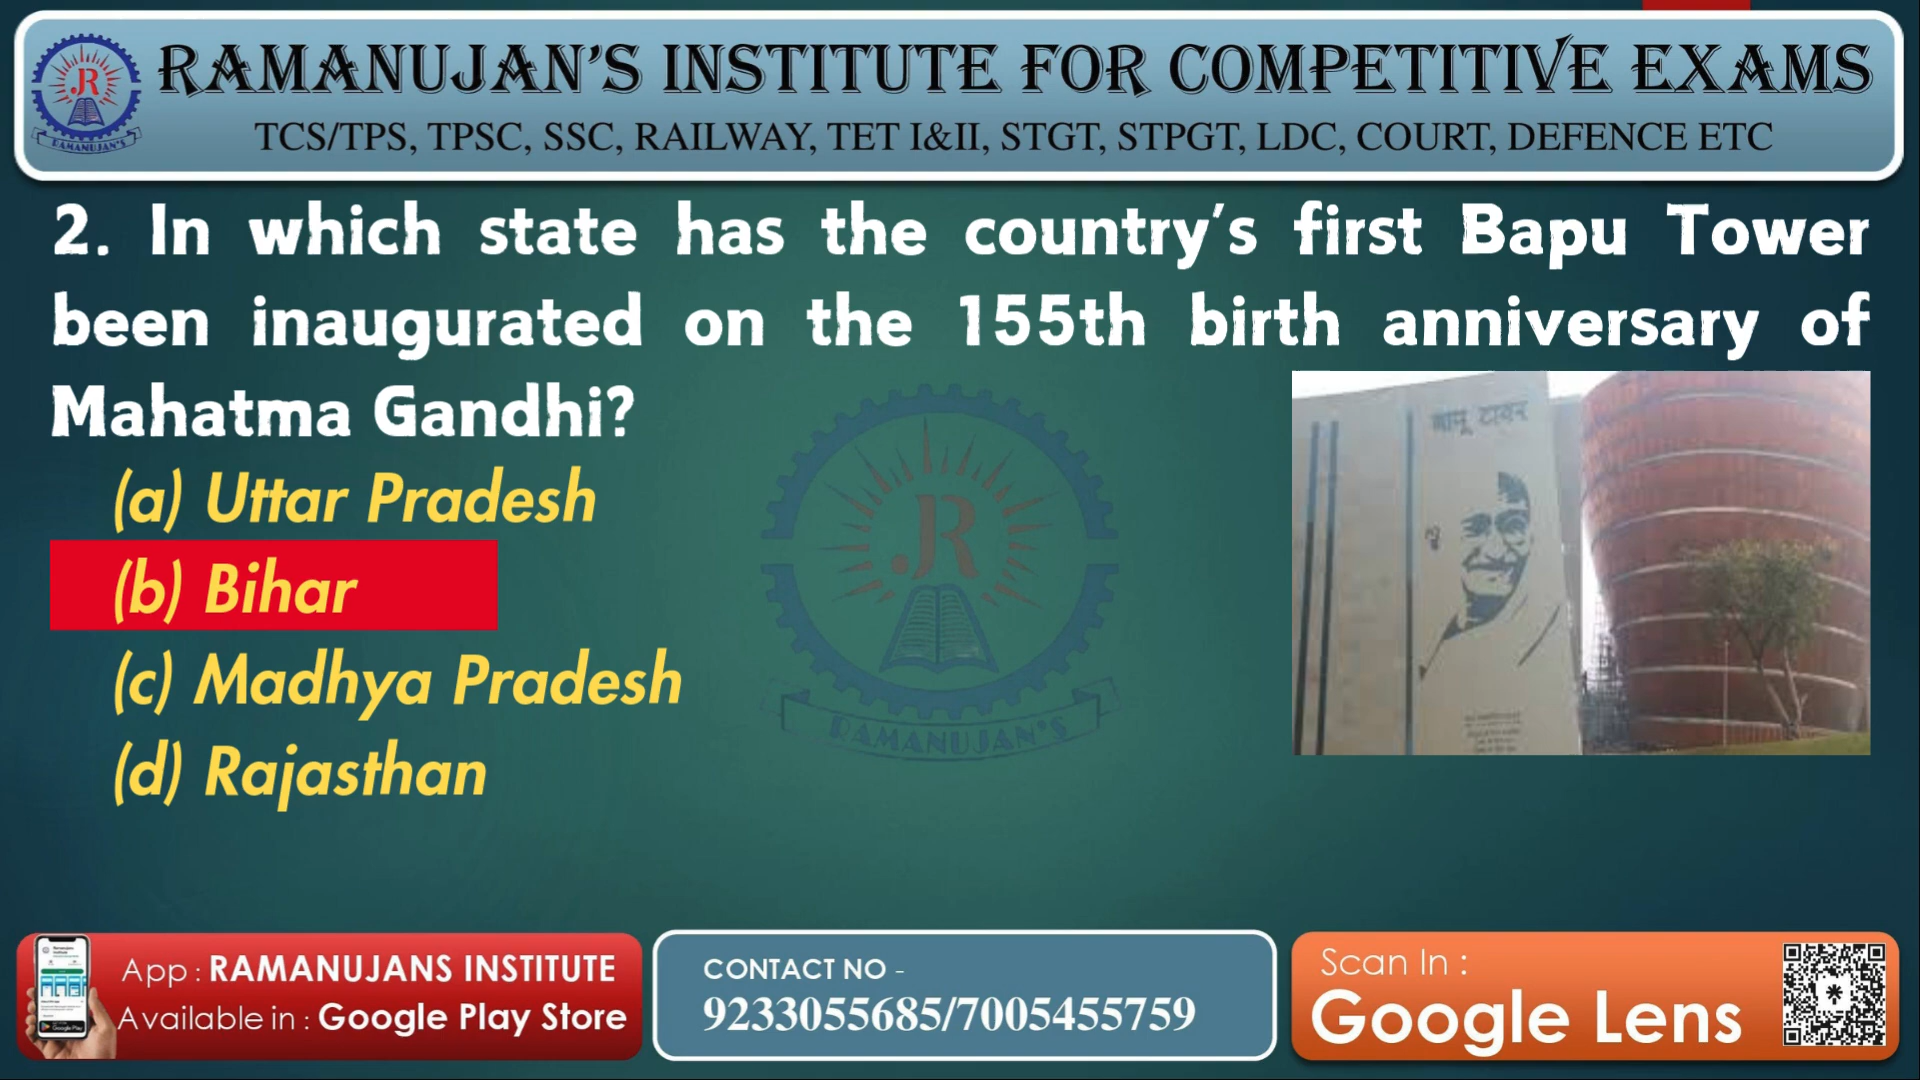 RAMANUJAN'S INSTITUTE FOR COMPETITIVE EXAMS
TCS/TPS, TPSC, SSC, RAILWAY, TET I&II, STGT, STPGT, LDC, COURT, DEFENCE ETC
JR
RAMANUJAN'S
2. In which state has the country's first Bapu Tower
been inaugurated on the 155th birth anniversary of
Mahatma Gandhi?
(a) Uttar Pradesh
(b) Bihar
(c) Madhya Pradesh
(d) Rajasthan
बापू टावर
JR
RAMANUJAN'S
App : RAMANUJANS INSTITUTE
Available in : Google Play Store
CONTACT NO -
9233055685/7005455759
Scan In :
Google Lens